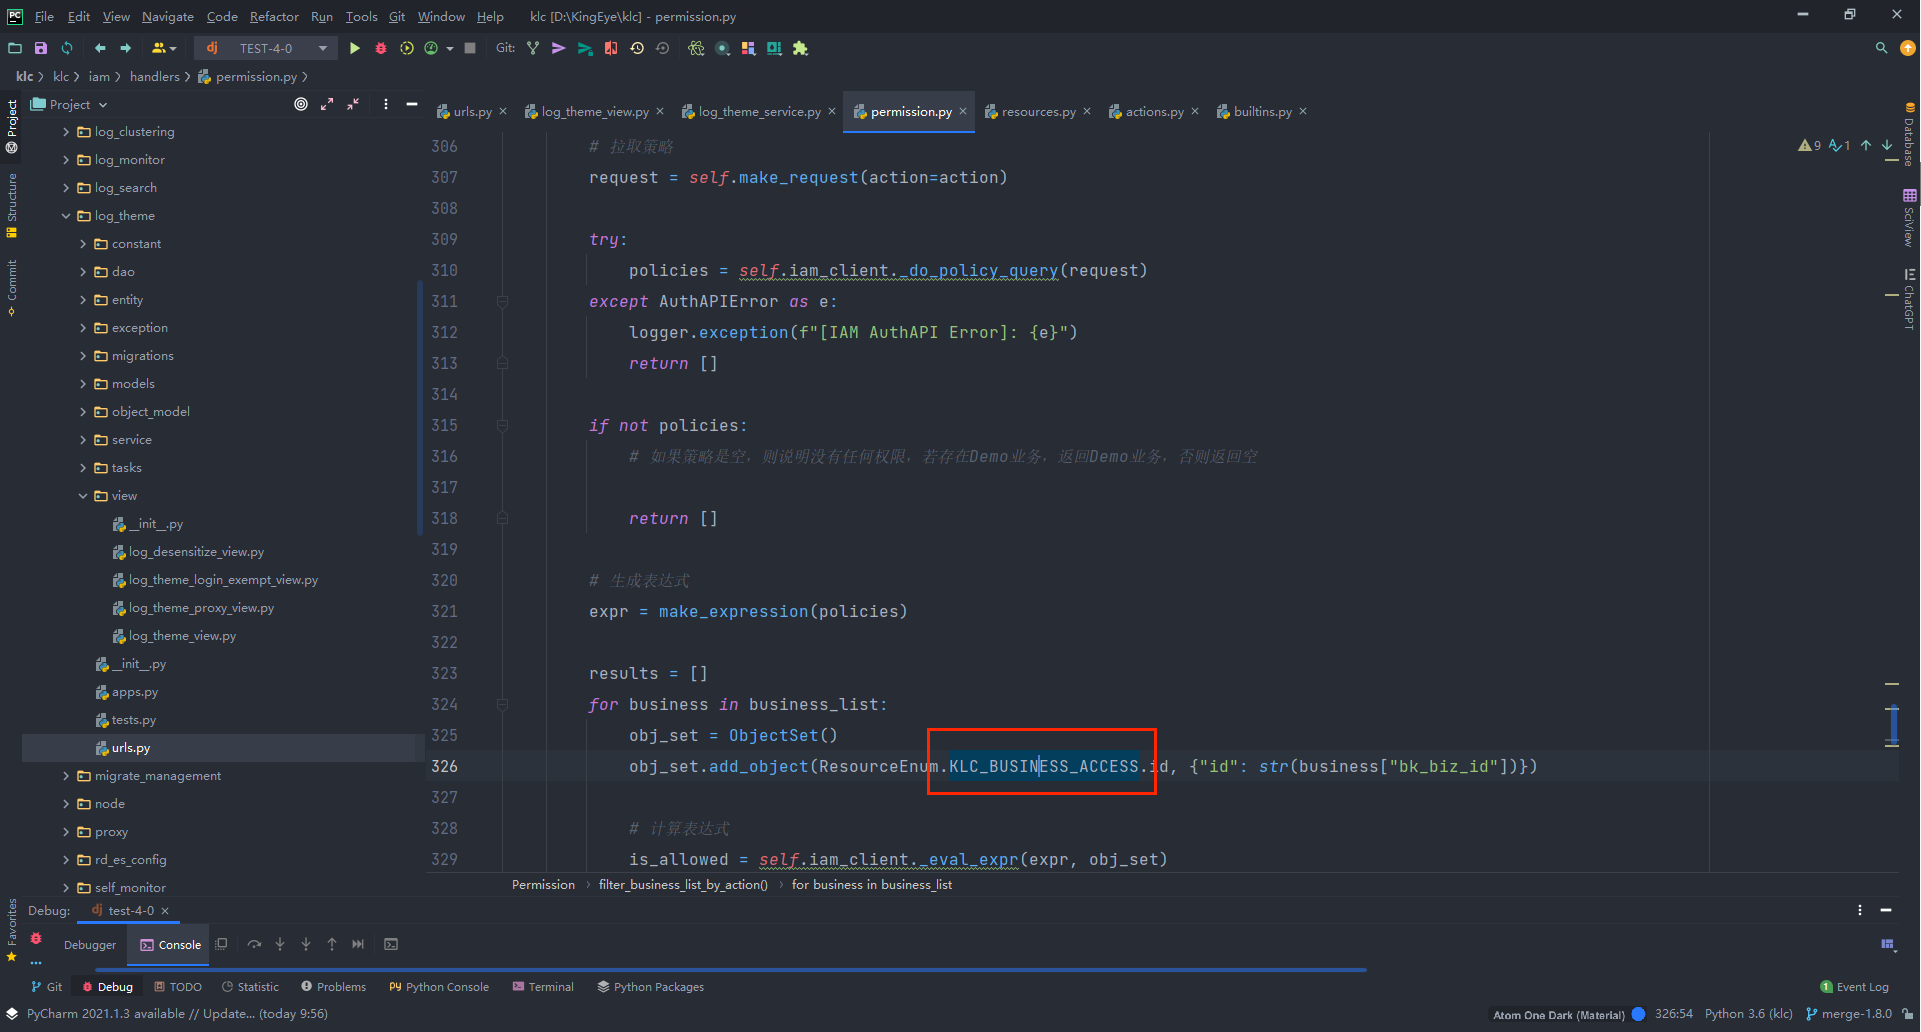 PC File Edit View Navigate Code Refactor Run Tools Git Window Help klc [D:\KingEye\klc] - permission.py
dj TEST-4-0 Git:
klc klc iam handlers permission.py
Project
urls.py log_theme_view.py log_theme_service.py permission.py resources.py actions.py builtins.py
9 1
Project
Structure
Commit
Favorites
Database
SciView
ChatGPT
log_clustering
log_monitor
log_search
log_theme
constant
dao
entity
exception
migrations
models
object_model
service
tasks
view
__init__.py
log_desensitize_view.py
log_theme_login_exempt_view.py
log_theme_proxy_view.py
log_theme_view.py
__init__.py
apps.py
tests.py
urls.py
migrate_management
node
proxy
rd_es_config
self_monitor
306 # 拉取策略
307 request = self.make_request(action=action)
308
309 try:
310 policies = self.iam_client._do_policy_query(request)
311 except AuthAPIError as e:
312 logger.exception(f"[IAM AuthAPI Error]: {e}")
313 return []
314
315 if not policies:
316 # 如果策略是空，则说明没有任何权限，若存在Demo业务，返回Demo业务，否则返回空
317
318 return []
319
320 # 生成表达式
321 expr = make_expression(policies)
322
323 results = []
324 for business in business_list:
325 obj_set = ObjectSet()
326 obj_set.add_object(ResourceEnum.KLC_BUSINESS_ACCESS.id, {"id": str(business["bk_biz_id"])})
327
328 # 计算表达式
329 is_allowed = self.iam_client._eval_expr(expr, obj_set)
Permission filter_business_list_by_action() for business in business_list
Debug: dj test-4-0
Debugger Console
Git Debug TODO Statistic Problems Python Console Terminal Python Packages 1 Event Log
PyCharm 2021.1.3 available // Update... (today 9:56) Atom One Dark (Material) 326:54 Python 3.6 (klc) merge-1.8.0